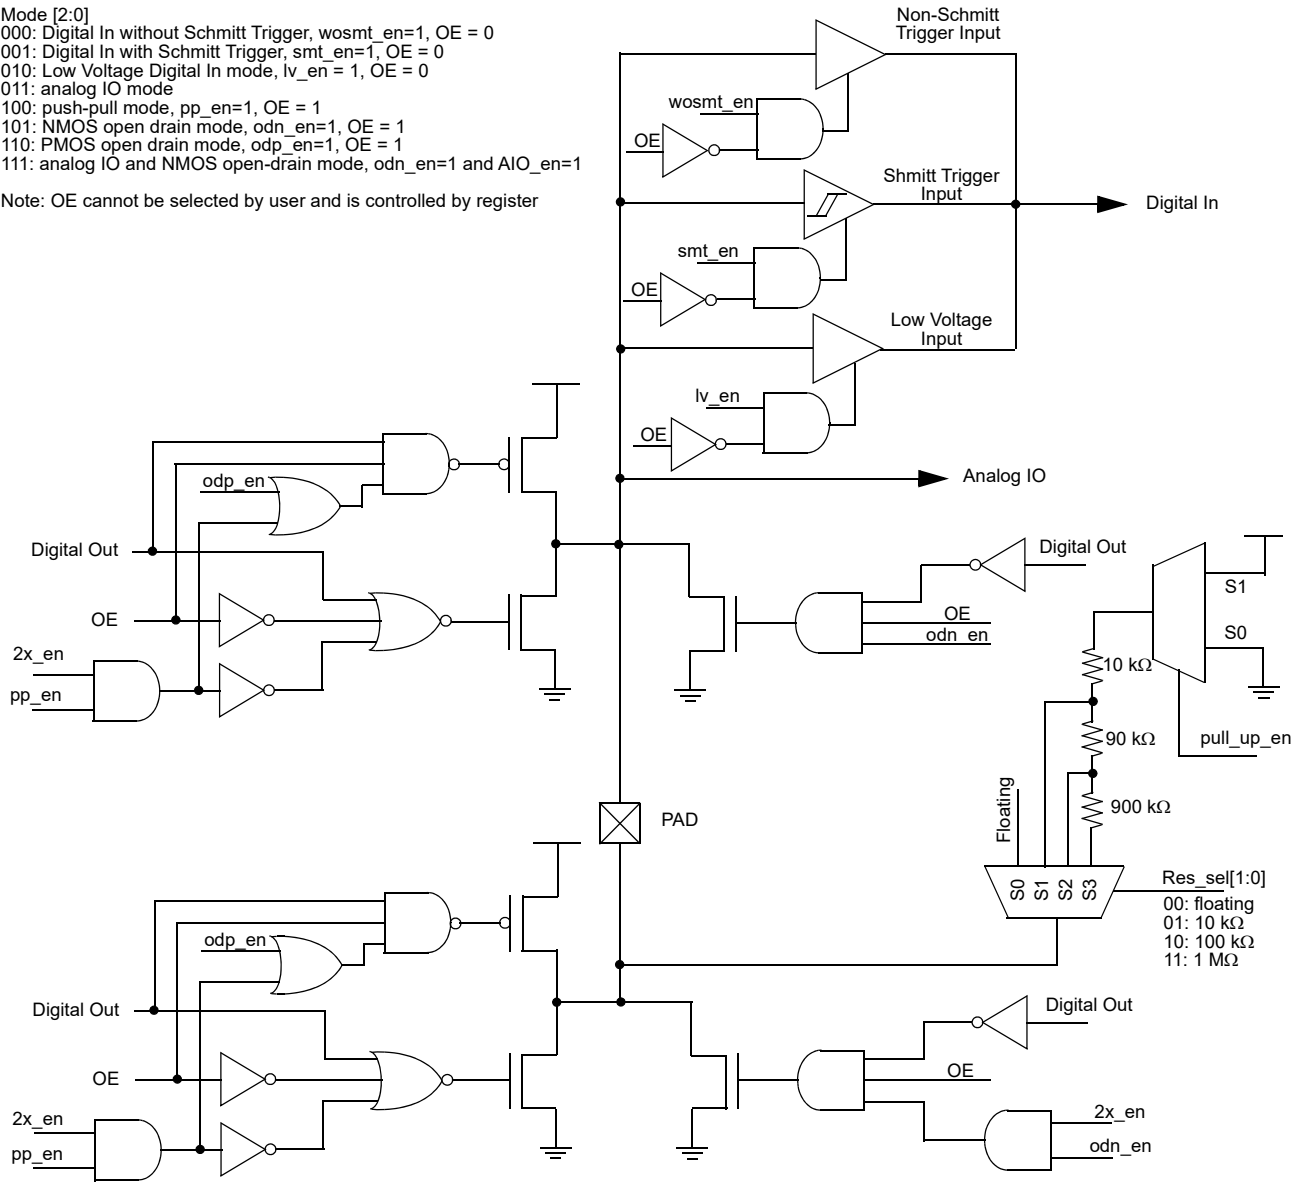 Mode [2:0]
000: Digital In without Schmitt Trigger, wosmt_en=1, OE = 0
001: Digital In with Schmitt Trigger, smt_en=1, OE = 0
010: Low Voltage Digital In mode, lv_en = 1, OE = 0
011: analog IO mode
100: push-pull mode, pp_en=1, OE = 1
101: NMOS open drain mode, odn_en=1, OE = 1
110: PMOS open drain mode, odp_en=1, OE = 1
111: analog IO and NMOS open-drain mode, odn_en=1 and AIO_en=1
Note: OE cannot be selected by user and is controlled by register
Non-Schmitt
Trigger Input
wosmt_en
OE
Shmitt Trigger
Input
Digital In
smt_en
OE
Low Voltage
Input
lv_en
OE
Analog IO
odp_en
Digital Out
OE
2x_en
pp_en
Digital Out
OE
odn_en
S1
S0
10 kΩ
90 kΩ
900 kΩ
pull_up_en
Floating
S0
S1
S2
S3
Res_sel[1:0]
00: floating
01: 10 kΩ
10: 100 kΩ
11: 1 MΩ
PAD
odp_en
Digital Out
OE
2x_en
pp_en
Digital Out
OE
2x_en
odn_en